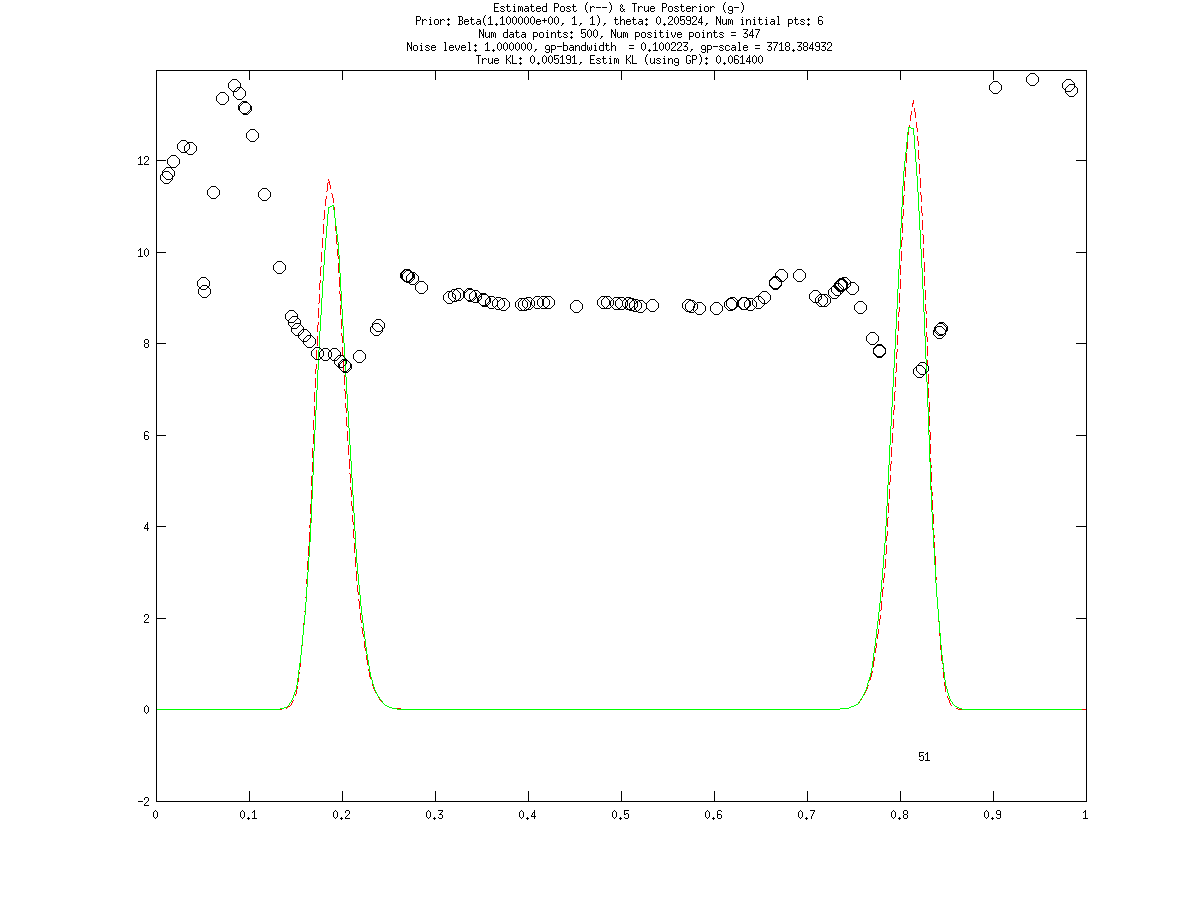 Estimated Post (r--) & True Posterior (g-)
Prior: Beta(1.100000e+00, 1, 1), theta: 0.205924, Num initial pts: 6
Num data points: 500, Num positive points = 347
Noise level: 1.000000, gp-bandwidth  = 0.100223, gp-scale = 3718.384932
True KL: 0.005191, Estim KL (using GP): 0.061400
12
10
8
6
4
2
0
51
-2
0 0.1 0.2 0.3 0.4 0.5 0.6 0.7 0.8 0.9 1